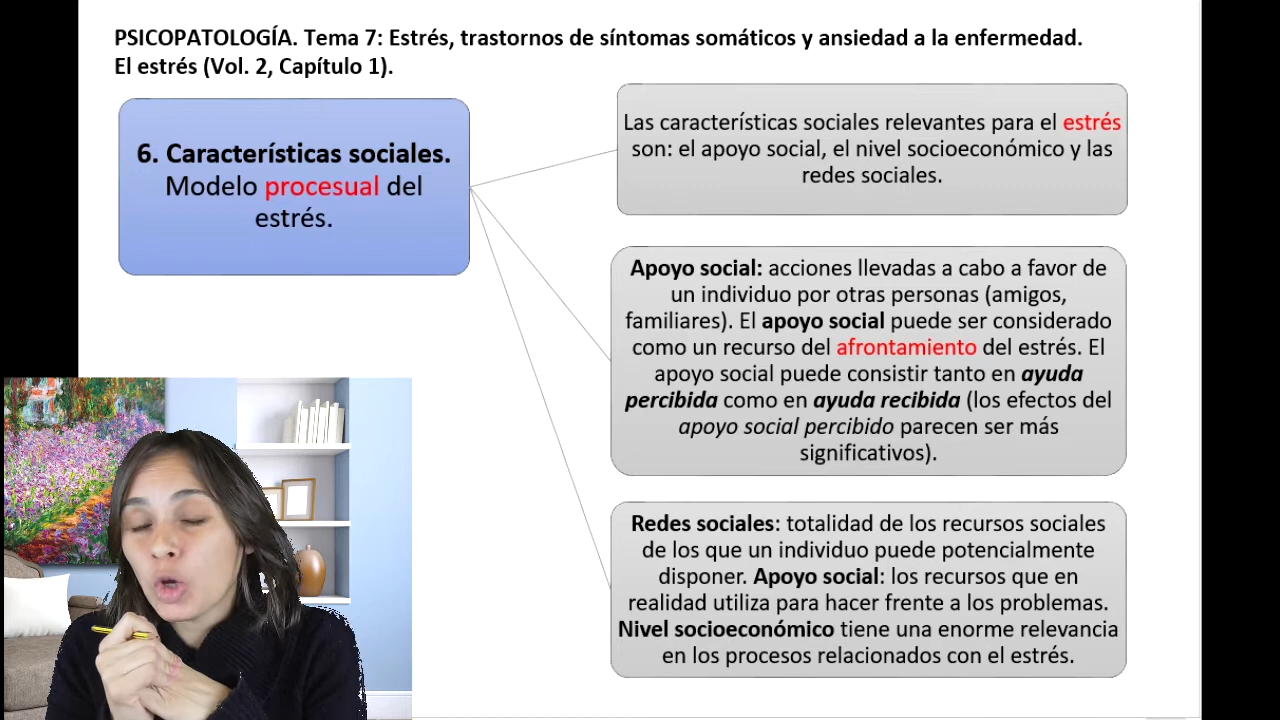 PSICOPATOLOGÍA. Tema 7: Estrés, trastornos de síntomas somáticos y ansiedad a la enfermedad.
El estrés (Vol. 2, Capítulo 1).
6. Características sociales.
Modelo procesual del
estrés.
Las características sociales relevantes para el estrés
son: el apoyo social, el nivel socioeconómico y las
redes sociales.
Apoyo social: acciones llevadas a cabo a favor de
un individuo por otras personas (amigos,
familiares). El apoyo social puede ser considerado
como un recurso del afrontamiento del estrés. El
apoyo social puede consistir tanto en ayuda
percibida como en ayuda recibida (los efectos del
apoyo social percibido parecen ser más
significativos).
Redes sociales: totalidad de los recursos sociales
de los que un individuo puede potencialmente
disponer. Apoyo social: los recursos que en
realidad utiliza para hacer frente a los problemas.
Nivel socioeconómico tiene una enorme relevancia
en los procesos relacionados con el estrés.